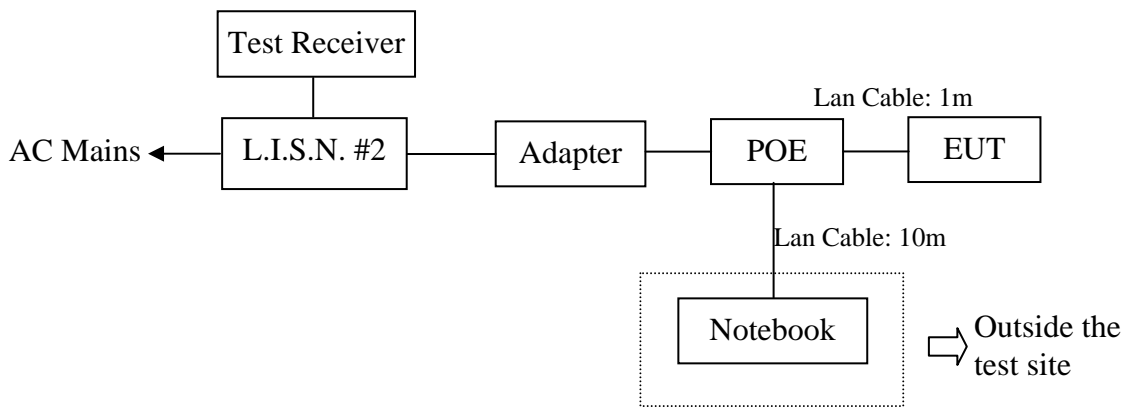 Test Receiver
Lan Cable: 1m
AC Mains
L.I.S.N. #2
Adapter
POE
EUT
Lan Cable: 10m
Notebook
Outside the
test site